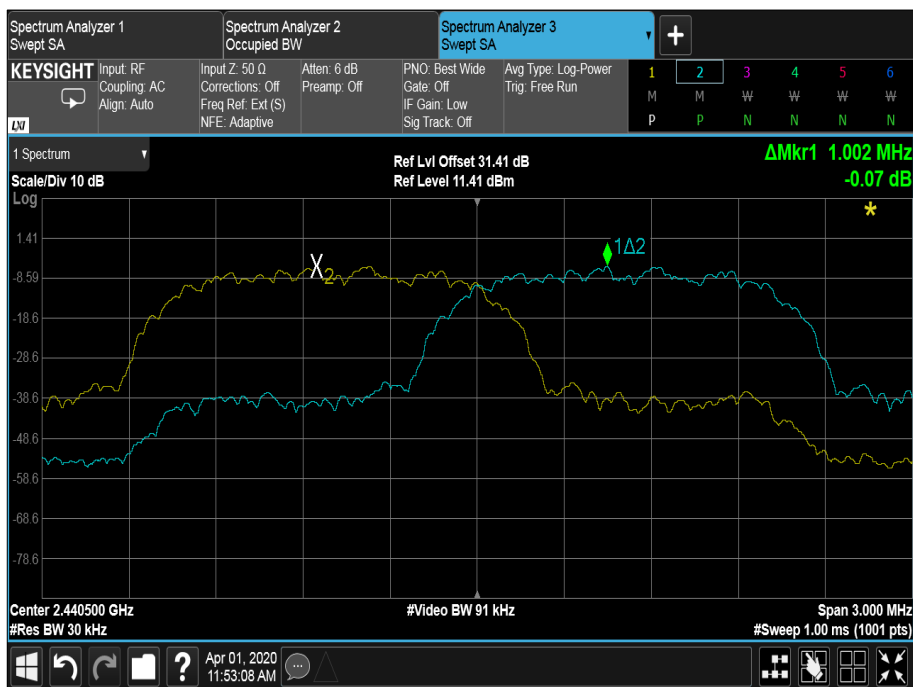 Spectrum Analyzer 1
Swept SA
Spectrum Analyzer 2
Occupied BW
Spectrum Analyzer 3
Swept SA
KEYSIGHT
LXI
Input: RF
Coupling: AC
Align: Auto
Input Z: 50 Ω
Corrections: Off
Freq Ref: Ext (S)
NFE: Adaptive
Atten: 6 dB
Preamp: Off
PNO: Best Wide
Gate: Off
IF Gain: Low
Sig Track: Off
Avg Type: Log-Power
Trig: Free Run
1 2 3 4 5 6
M M W W W W
P P N N N N
1 Spectrum
Scale/Div 10 dB
Ref Lvl Offset 31.41 dB
Ref Level 11.41 dBm
ΔMkr1 1.002 MHz
-0.07 dB
Log
*
1.41
-8.59
-18.6
-28.6
-38.6
-48.6
-58.6
-68.6
-78.6
X2
1Δ2
Center 2.440500 GHz
#Res BW 30 kHz
#Video BW 91 kHz
Span 3.000 MHz
#Sweep 1.00 ms (1001 pts)
?
Apr 01, 2020
11:53:08 AM